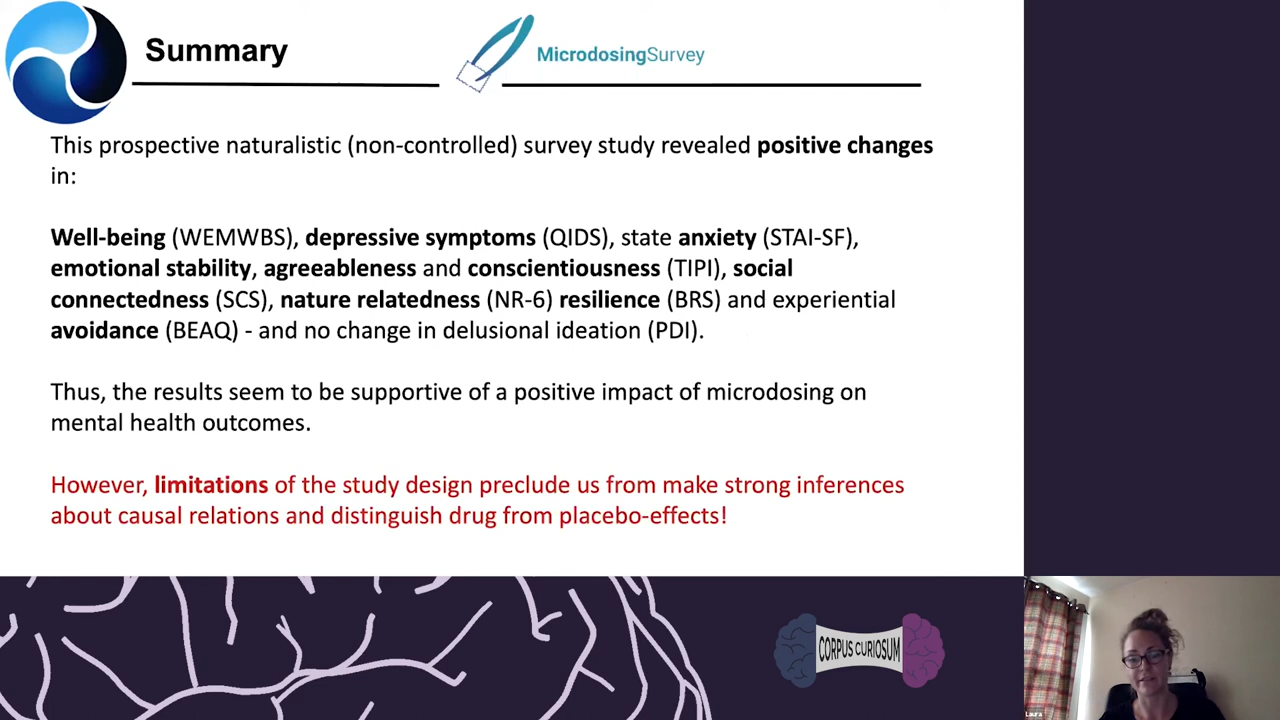 Summary
MicrodosingSurvey
This prospective naturalistic (non-controlled) survey study revealed positive changes
in:
Well-being (WEMWBS), depressive symptoms (QIDS), state anxiety (STAI-SF),
emotional stability, agreeableness and conscientiousness (TIPI), social
connectedness (SCS), nature relatedness (NR-6) resilience (BRS) and experiential
avoidance (BEAQ) - and no change in delusional ideation (PDI).
Thus, the results seem to be supportive of a positive impact of microdosing on
mental health outcomes.
However, limitations of the study design preclude us from make strong inferences
about causal relations and distinguish drug from placebo-effects!
CORPUS CURIOSUM
Laura